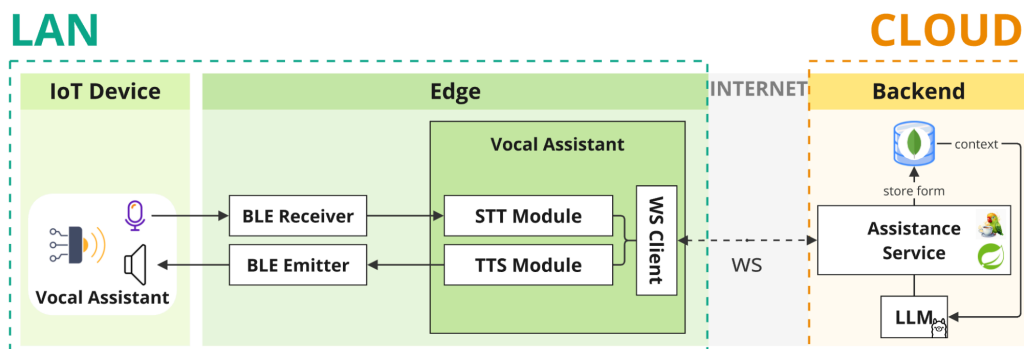 LAN
CLOUD
IoT Device
Edge
INTERNET
Backend
Vocal Assistant
context
store form
BLE Receiver
STT Module
WS Client
Assistance
Service
BLE Emitter
TTS Module
WS
Vocal Assistant
LLM